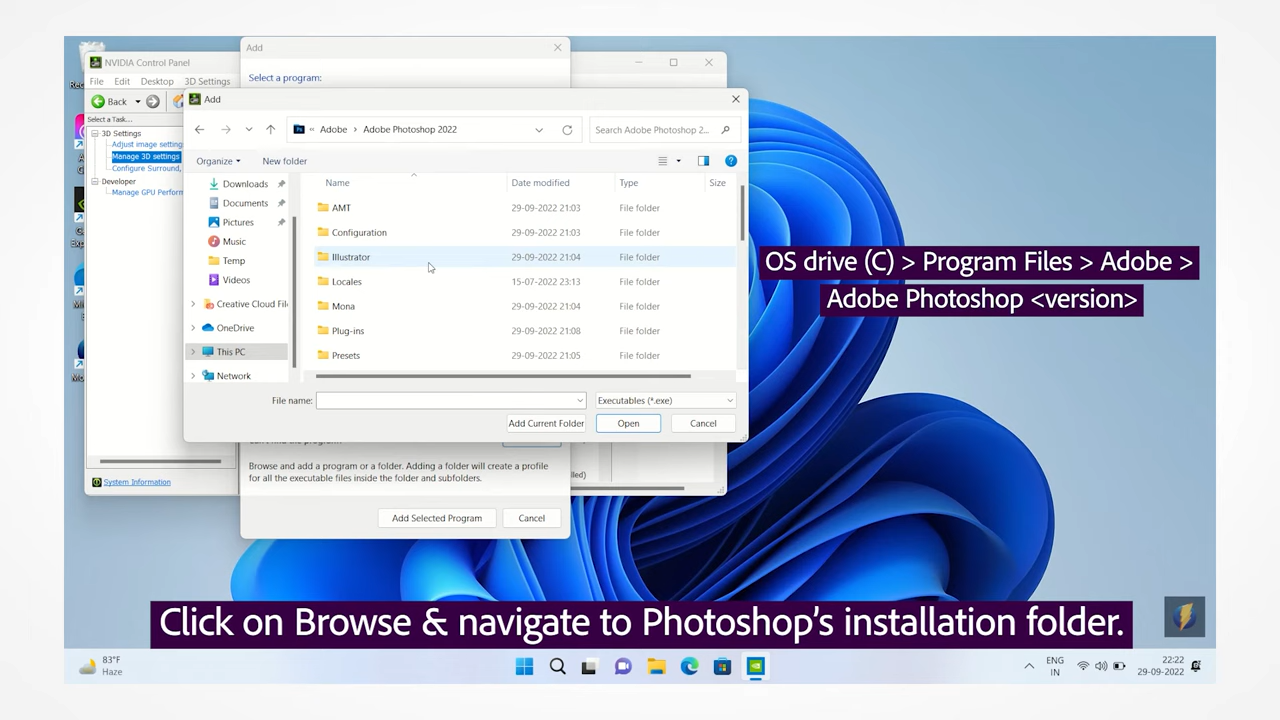 Add
Select a program:
NVIDIA Control Panel
File Edit Desktop 3D Settings
Back
Select a Task...
3D Settings
Adjust image setting
Manage 3D settings
Configure Surround,
Developer
Manage GPU Perform
System Information
Add
Adobe > Adobe Photoshop 2022
Search Adobe Photoshop 2...
Organize
New folder
Downloads
Documents
Pictures
Music
Temp
Videos
Creative Cloud Fil
OneDrive
This PC
Network
Name Date modified Type Size
AMT 29-09-2022 21:03 File folder
Configuration 29-09-2022 21:03 File folder
Illustrator 29-09-2022 21:04 File folder
Locales 15-07-2022 23:13 File folder
Mona 29-09-2022 21:04 File folder
Plug-ins 29-09-2022 21:08 File folder
Presets 29-09-2022 21:05 File folder
File name:
Executables (*.exe)
Add Current Folder Open Cancel
Browse and add a program or a folder. Adding a folder will create a profile
for all the executable files inside the folder and subfolders.
Add Selected Program Cancel
OS drive (C) > Program Files > Adobe >
Adobe Photoshop <version>
Click on Browse & navigate to Photoshop’s installation folder.
83°F
Haze
ENG
IN
22:22
29-09-2022